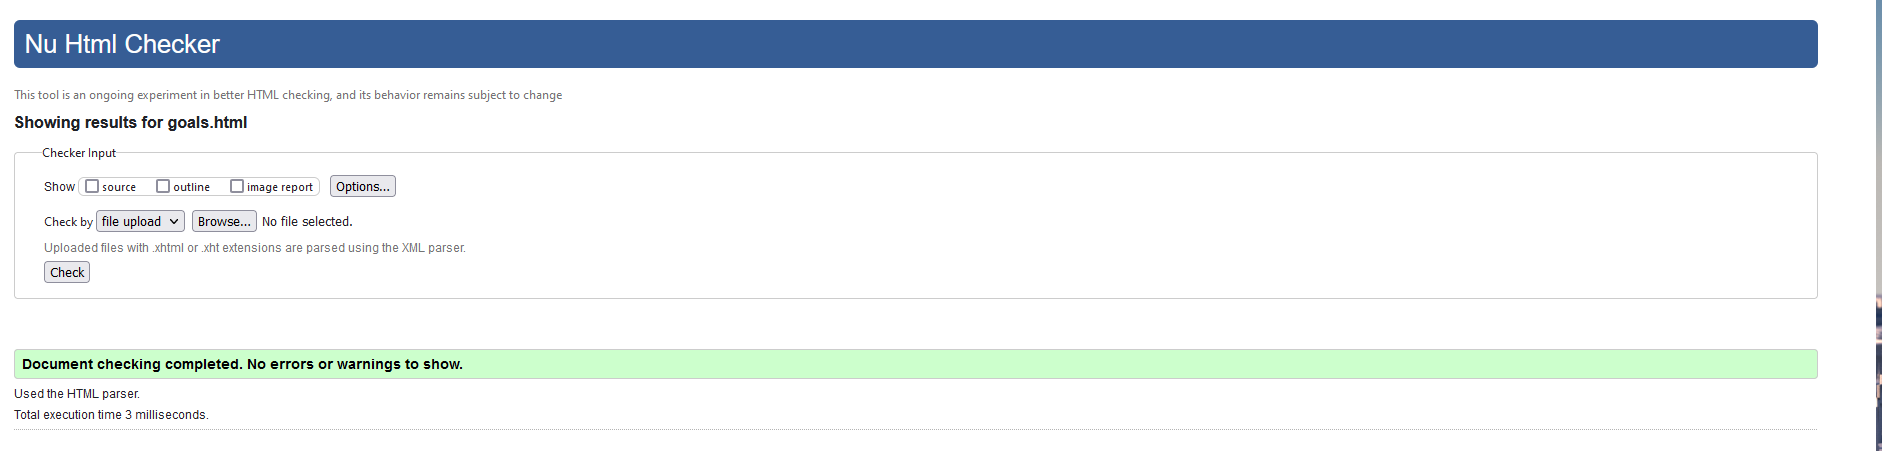 Nu Html Checker
This tool is an ongoing experiment in better HTML checking, and its behavior remains subject to change
Showing results for goals.html
Checker Input
Show source outline image report Options...
Check by file upload Browse... No file selected.
Uploaded files with .xhtml or .xht extensions are parsed using the XML parser.
Check
Document checking completed. No errors or warnings to show.
Used the HTML parser.
Total execution time 3 milliseconds.